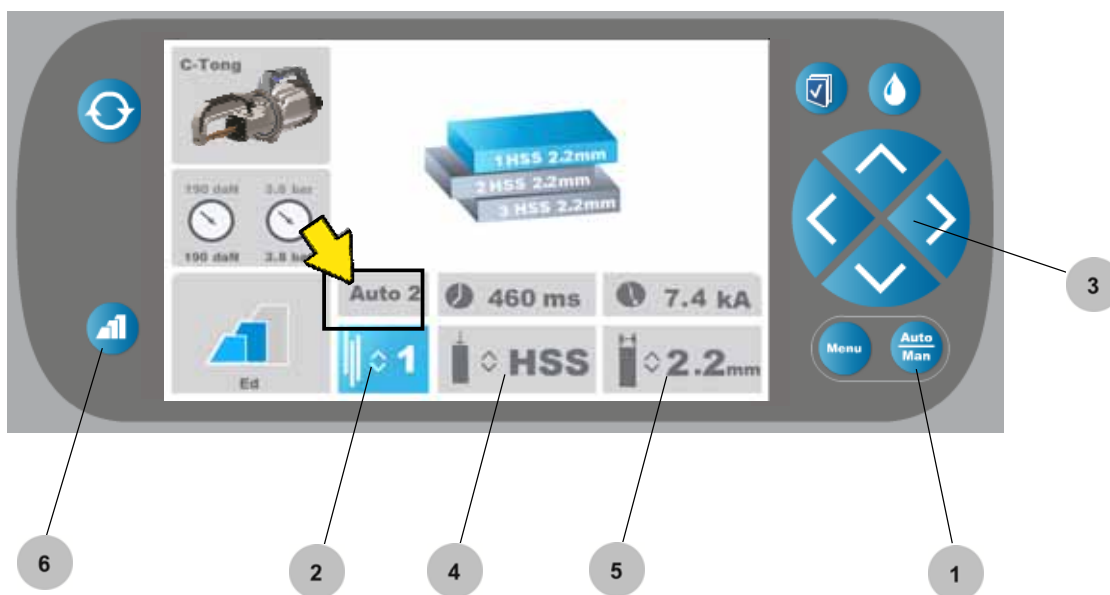 C-Tong
1 HSS 2.2mm
2 HSS 2.2mm
3 HSS 2.2mm
190 daN 3.8 bar
190 daN 3.8 bar
Auto 2 460 ms 7.4 kA
1 HSS 2.2mm
Ed
Menu
Auto
Man
3
6
2
4
5
1